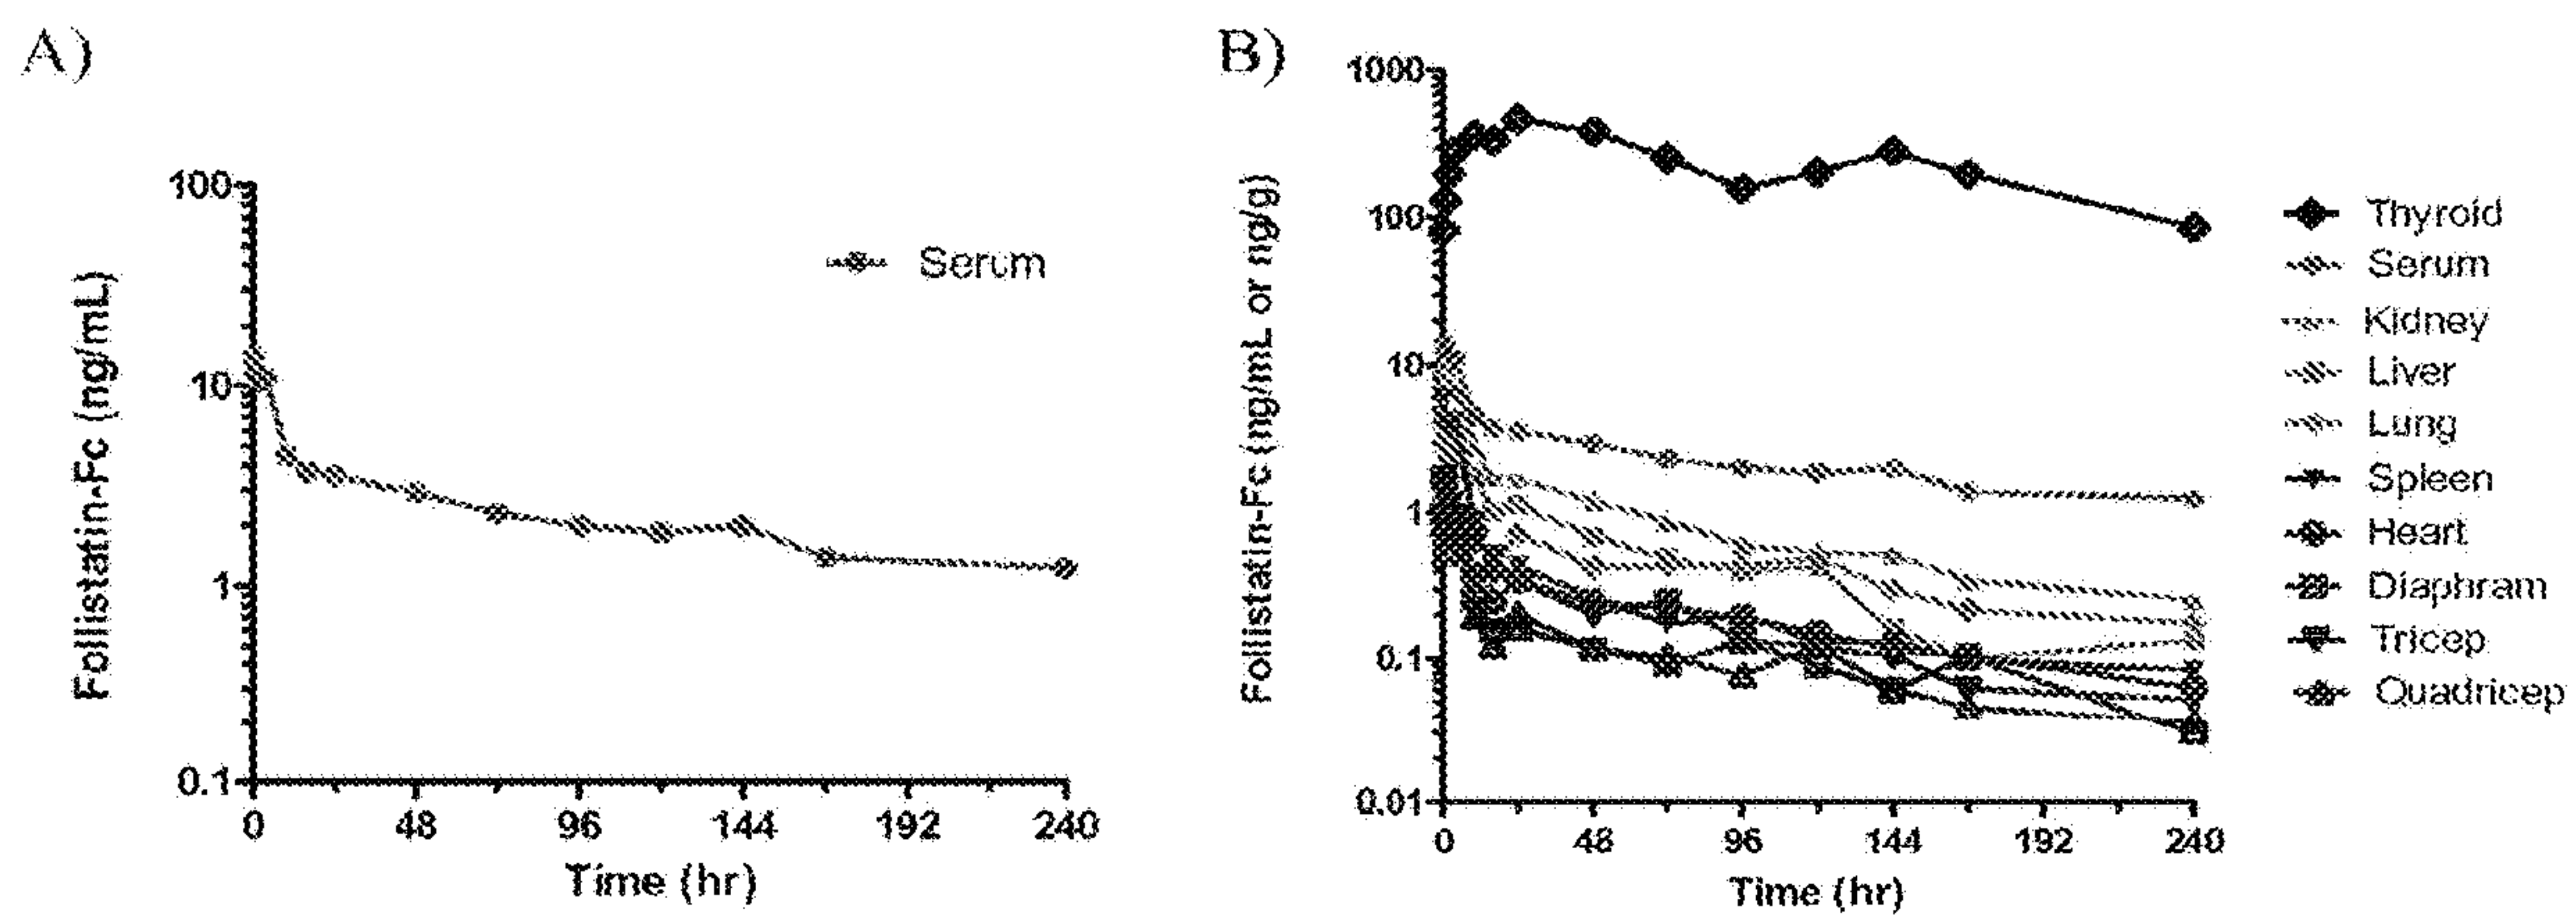 A)
Follistatin-Fc (ng/mL)
100
10
1
0.1
Serum
0 48 96 144 192 240
Time (hr)
B)
Follistatin-Fc (ng/mL or ng/g)
1000
100
10
1
0.1
0.01
0 48 96 144 192 240
Time (hr)
Thyroid
Serum
Kidney
Liver
Lung
Spleen
Heart
Diaphram
Tricep
Quadricep